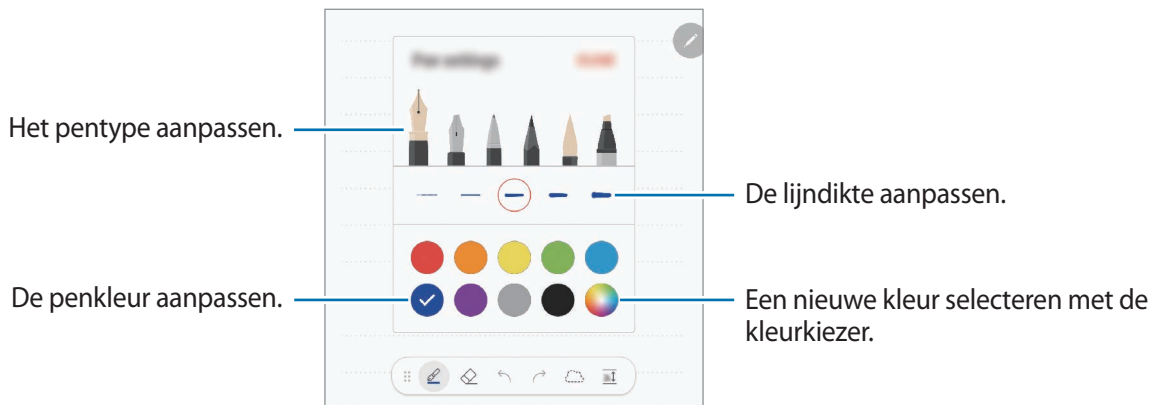 Het pentype aanpassen.
De lijndikte aanpassen.
De penkleur aanpassen.
Een nieuwe kleur selecteren met de
kleurkiezer.